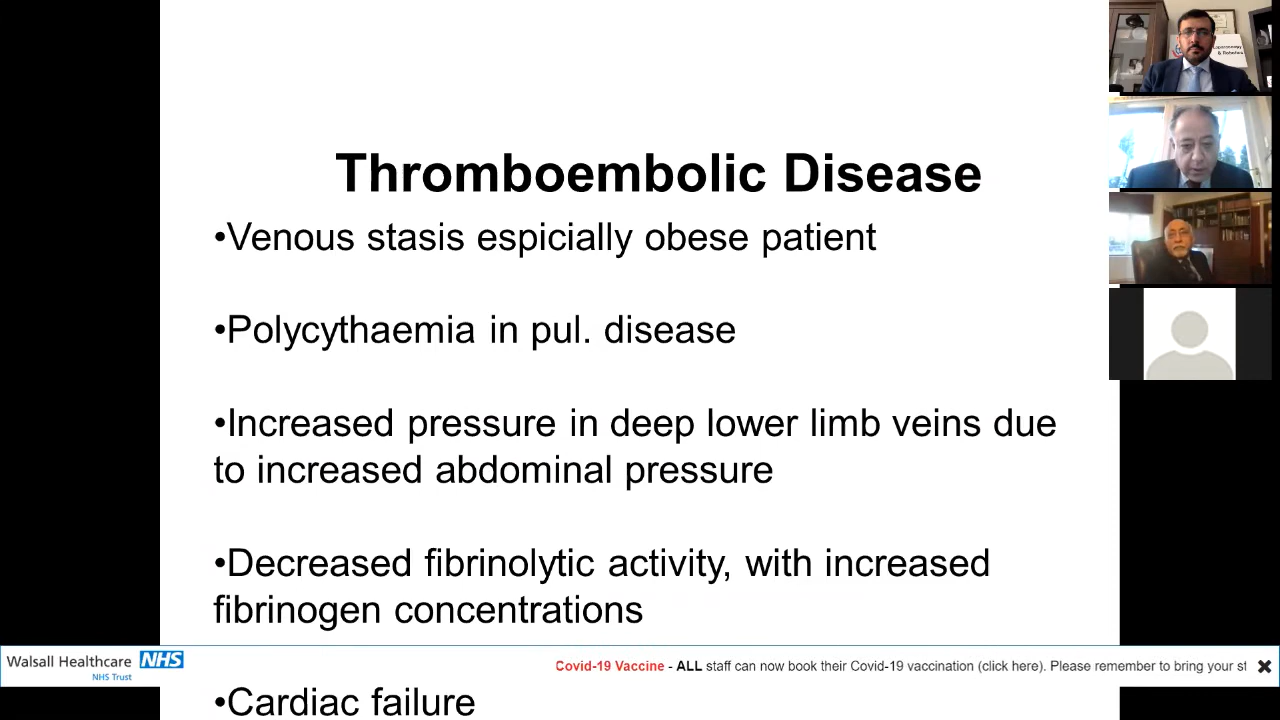 Thromboembolic Disease
•Venous stasis espicially obese patient
•Polycythaemia in pul. disease
•Increased pressure in deep lower limb veins due
to increased abdominal pressure
•Decreased fibrinolytic activity, with increased
fibrinogen concentrations
•Cardiac failure
Walsall Healthcare NHS
NHS Trust
Covid-19 Vaccine - ALL staff can now book their Covid-19 vaccination (click here). Please remember to bring your st
Laparoscopy
& Robotics